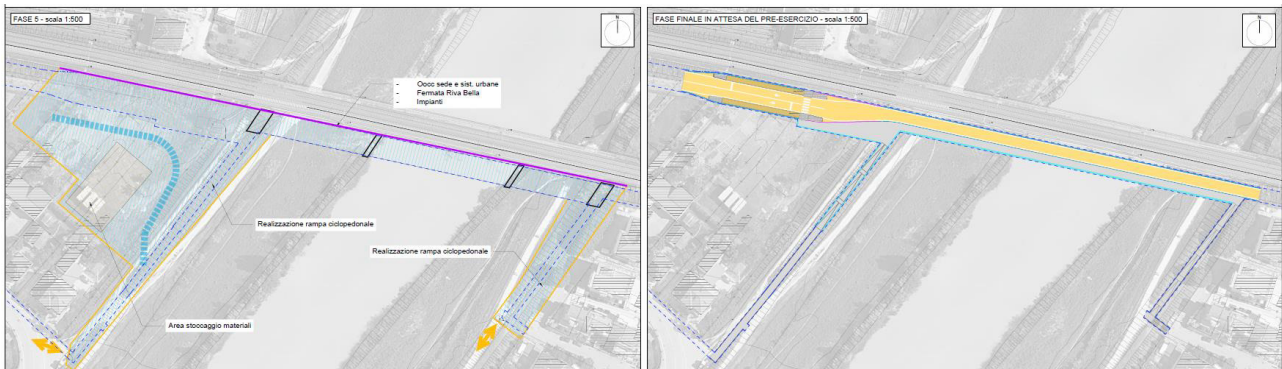 FASE 5 - scala 1:500
N
- Oocc sede e sist. urbane
- Fermata Riva Bella
- Impianti
Realizzazione rampa ciclopedonale
Realizzazione rampa ciclopedonale
Area stoccaggio materiali
FASE FINALE IN ATTESA DEL PRE-ESERCIZIO - scala 1:500
N